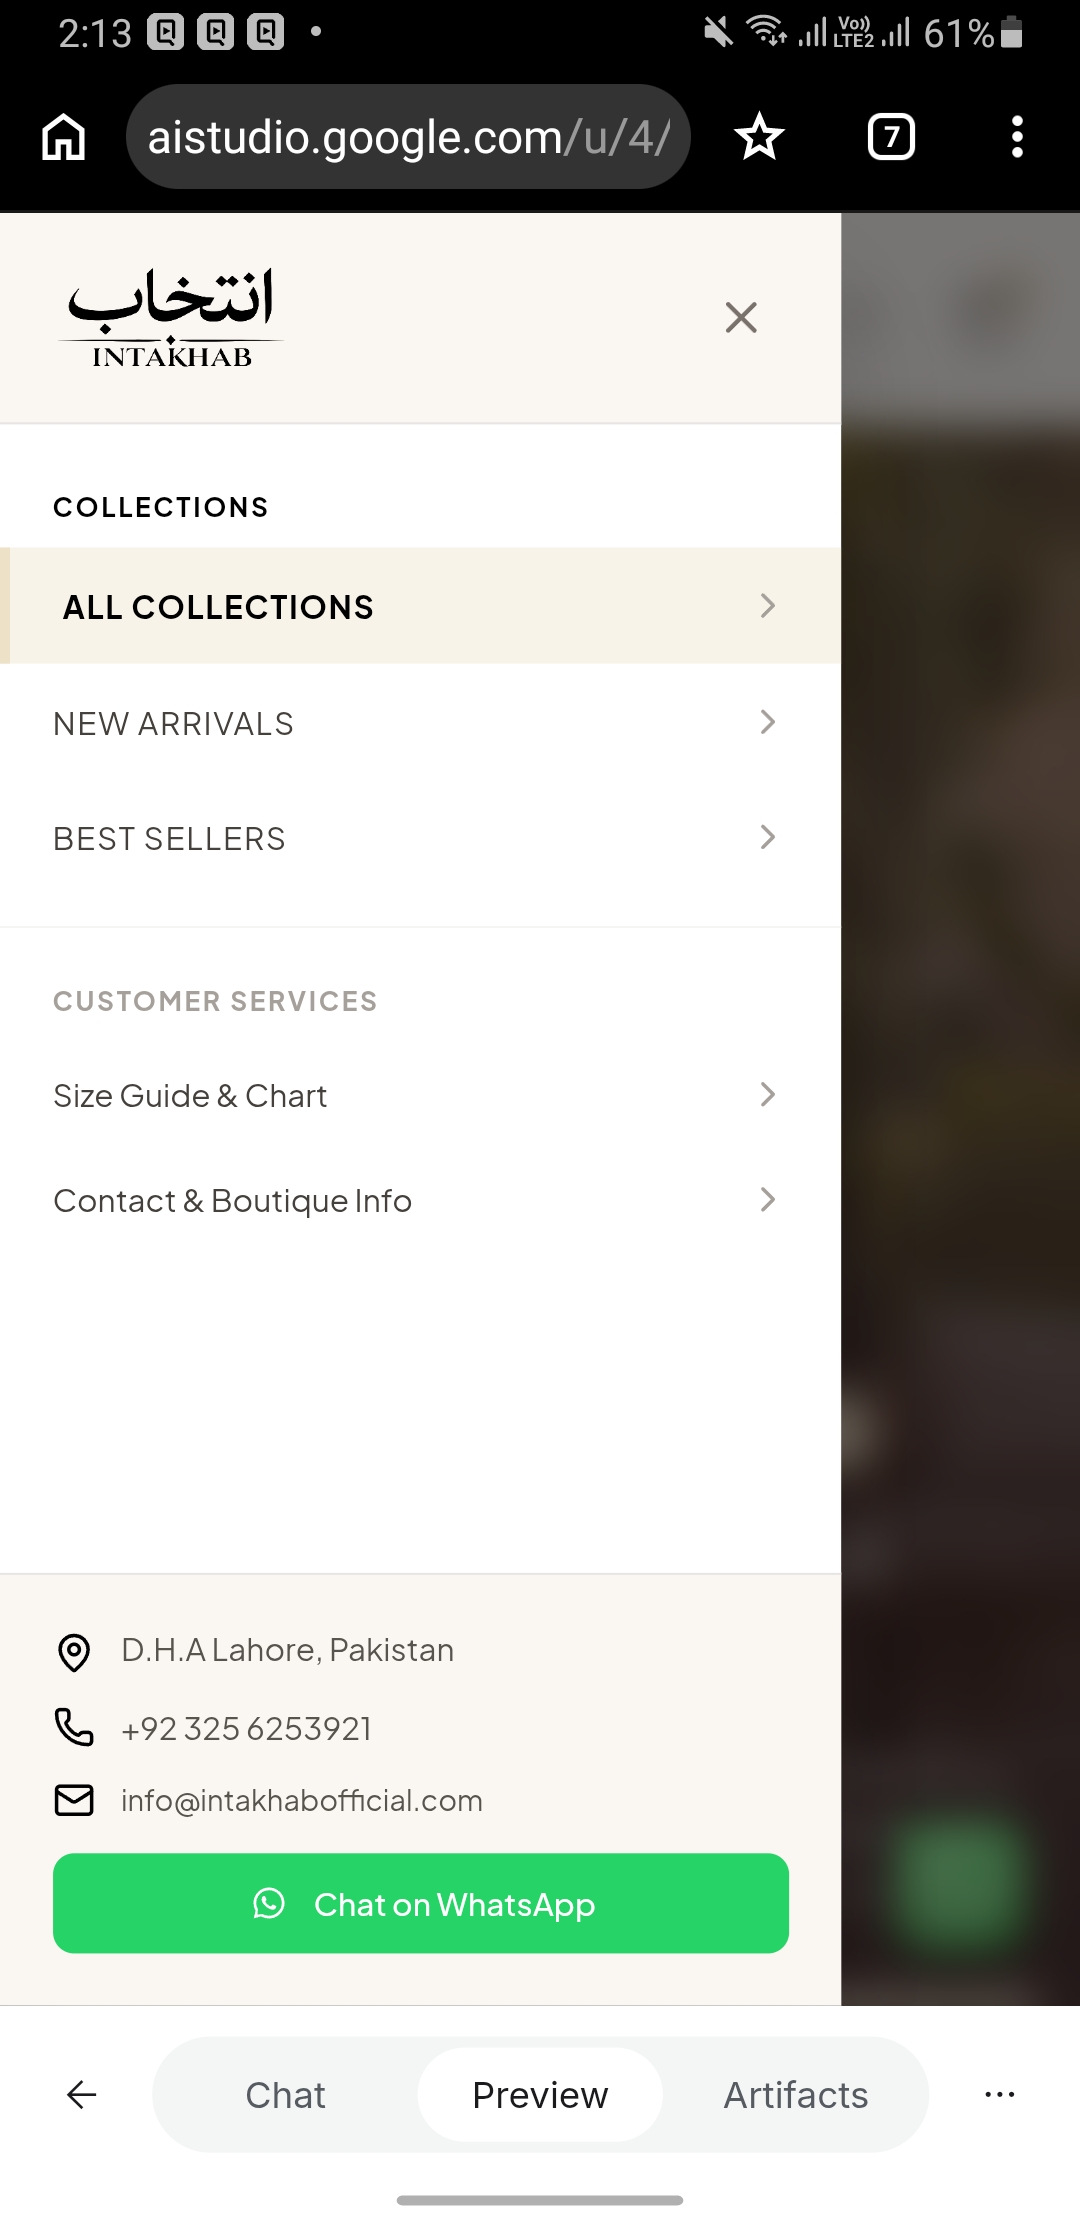 2:13
Vo))
LTE2
61%
aistudio.google.com/u/4/
7
انتخاب
INTAKHAB
COLLECTIONS
ALL COLLECTIONS
NEW ARRIVALS
BEST SELLERS
CUSTOMER SERVICES
Size Guide & Chart
Contact & Boutique Info
D.H.A Lahore, Pakistan
+92 325 6253921
info@intakhabofficial.com
Chat on WhatsApp
Chat
Preview
Artifacts